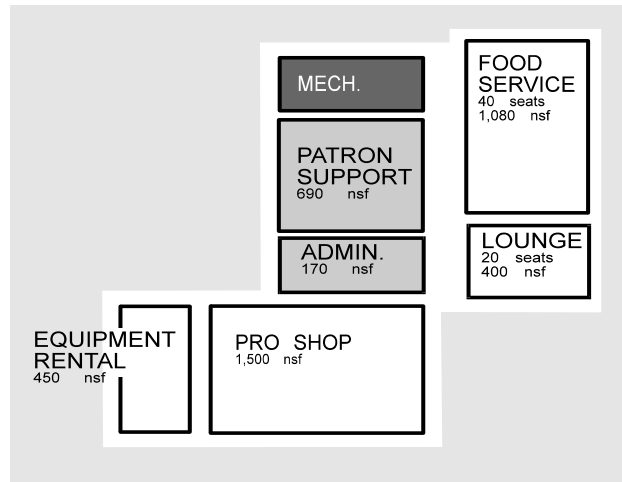 MECH.
PATRON
SUPPORT
690 nsf
ADMIN.
170 nsf
FOOD
SERVICE
40 seats
1,080 nsf
LOUNGE
20 seats
400 nsf
EQUIPMENT
RENTAL
450 nsf
PRO SHOP
1,500 nsf